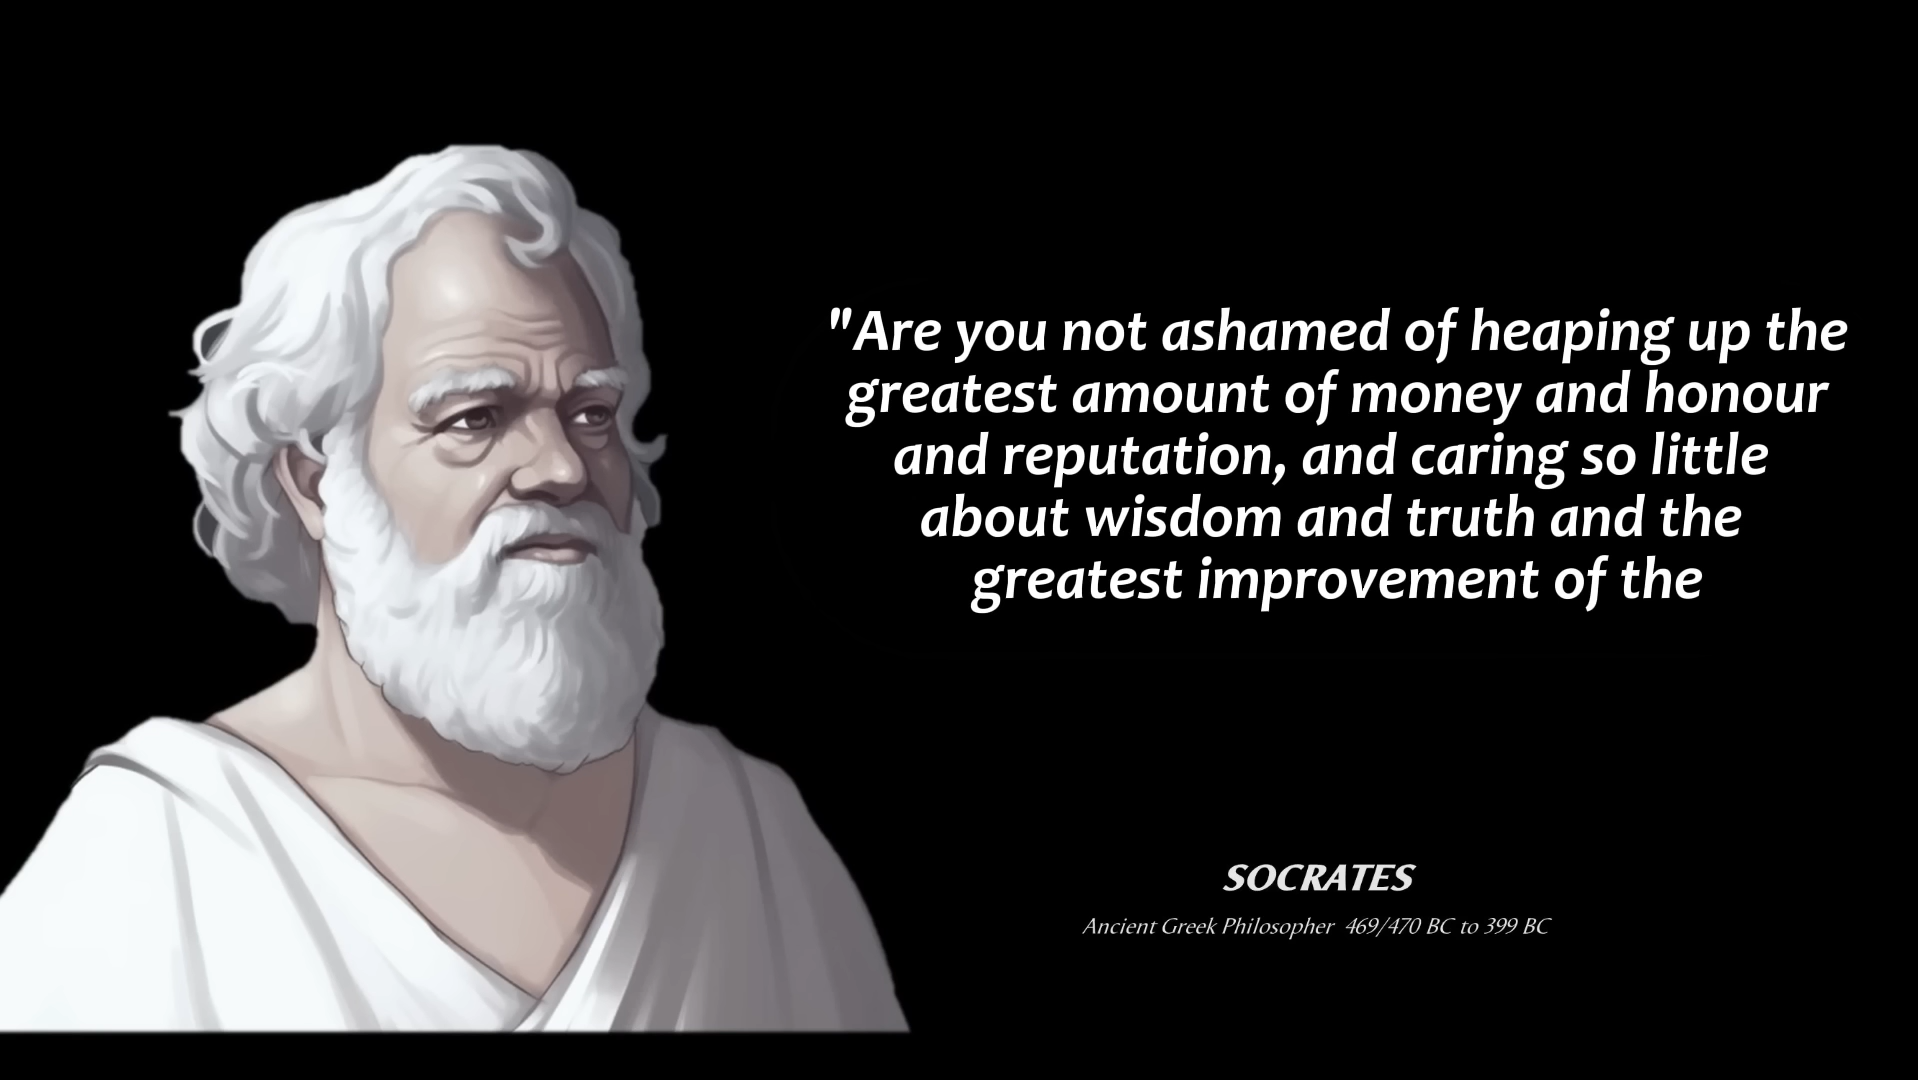 "Are you not ashamed of heaping up the
greatest amount of money and honour
and reputation, and caring so little
about wisdom and truth and the
greatest improvement of the
SOCRATES
Ancient Greek Philosopher 469/470 BC to 399 BC